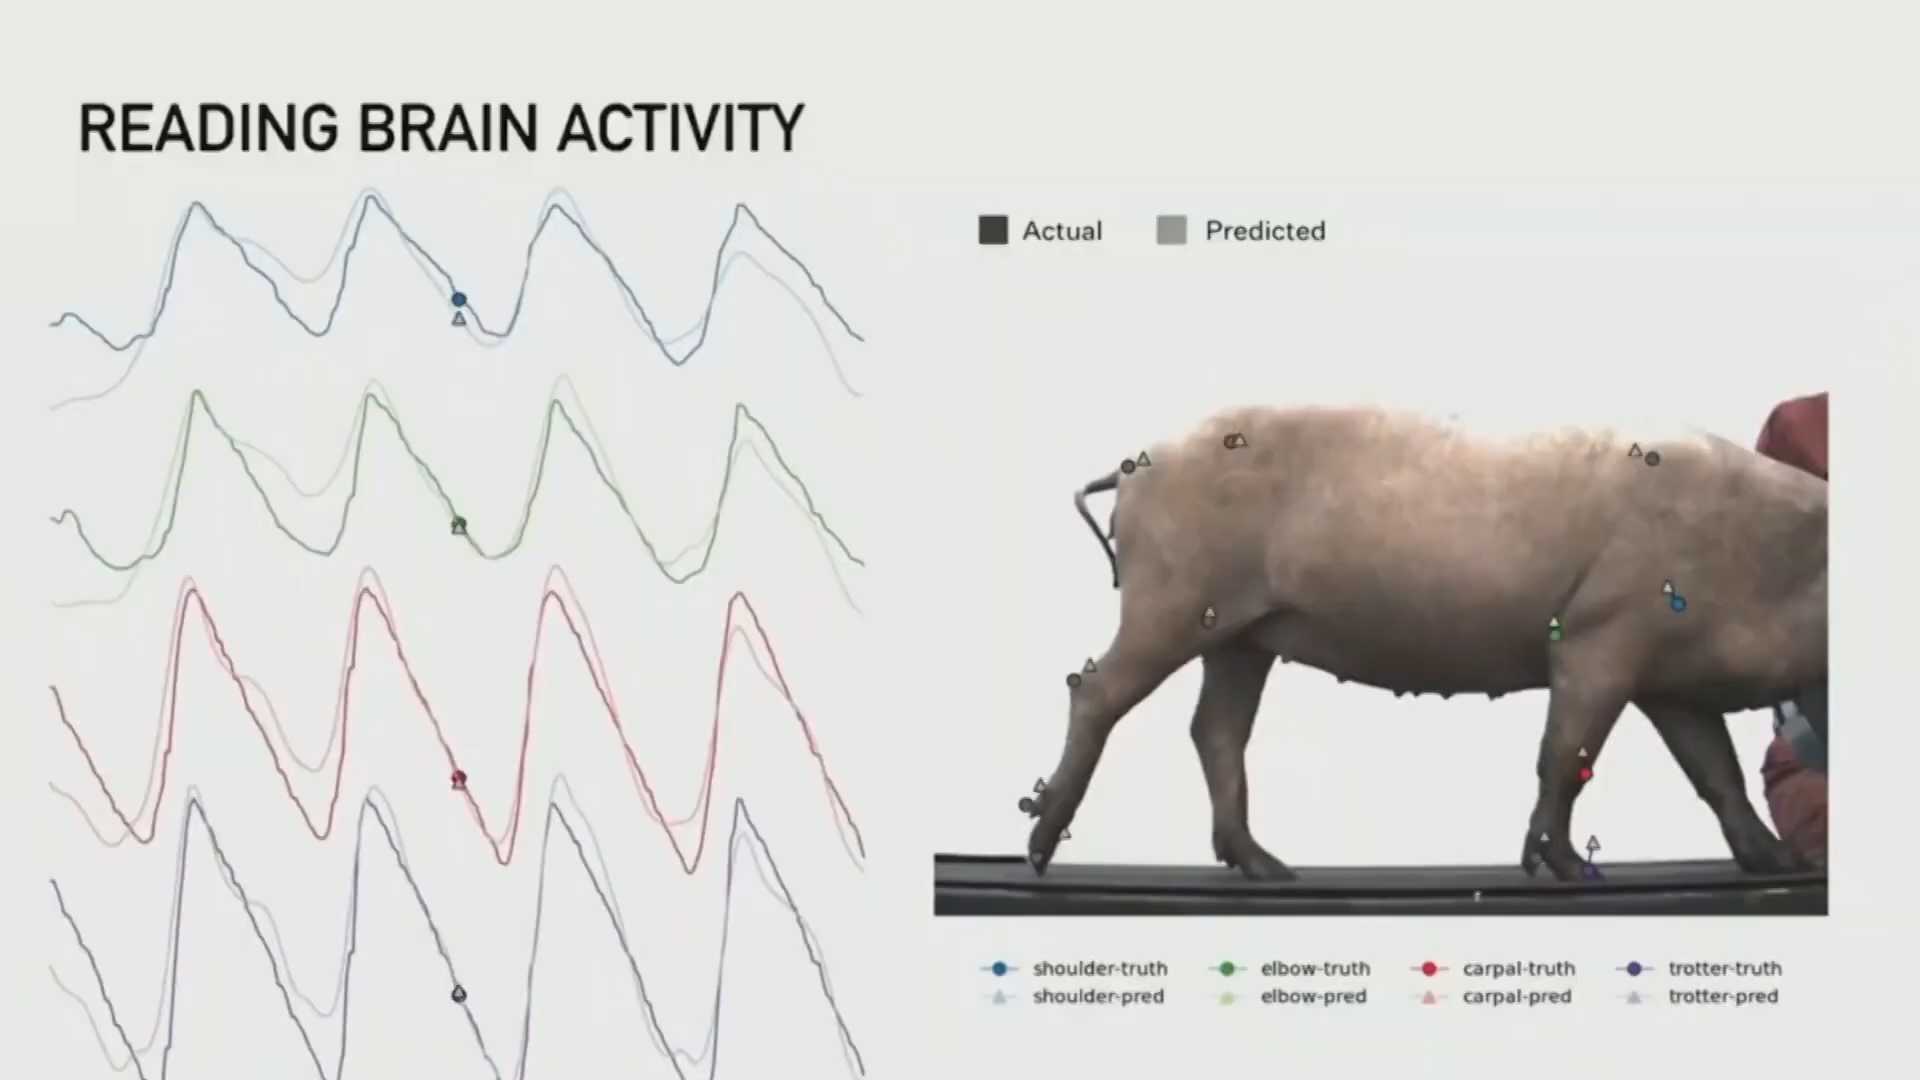 READING BRAIN ACTIVITY
Actual Predicted
shoulder-truth elbow-truth carpal-truth trotter-truth
shoulder-pred elbow-pred carpal-pred trotter-pred